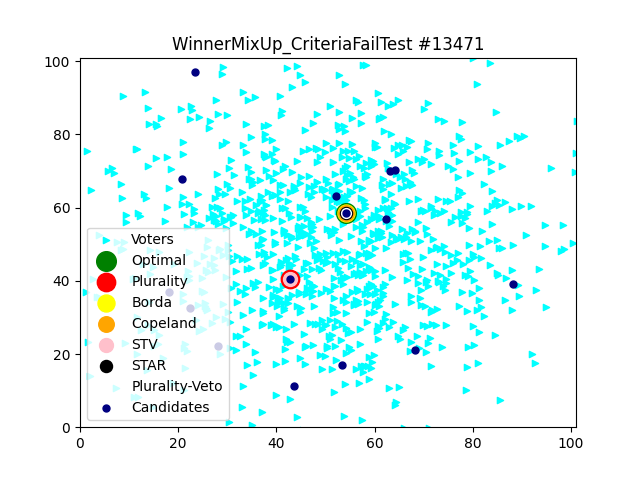 WinnerMixUp_CriteriaFailTest #13471
100
80
60
40
20
0
Voters
Optimal
Plurality
Borda
Copeland
STV
STAR
Plurality-Veto
Candidates
0 20 40 60 80 100